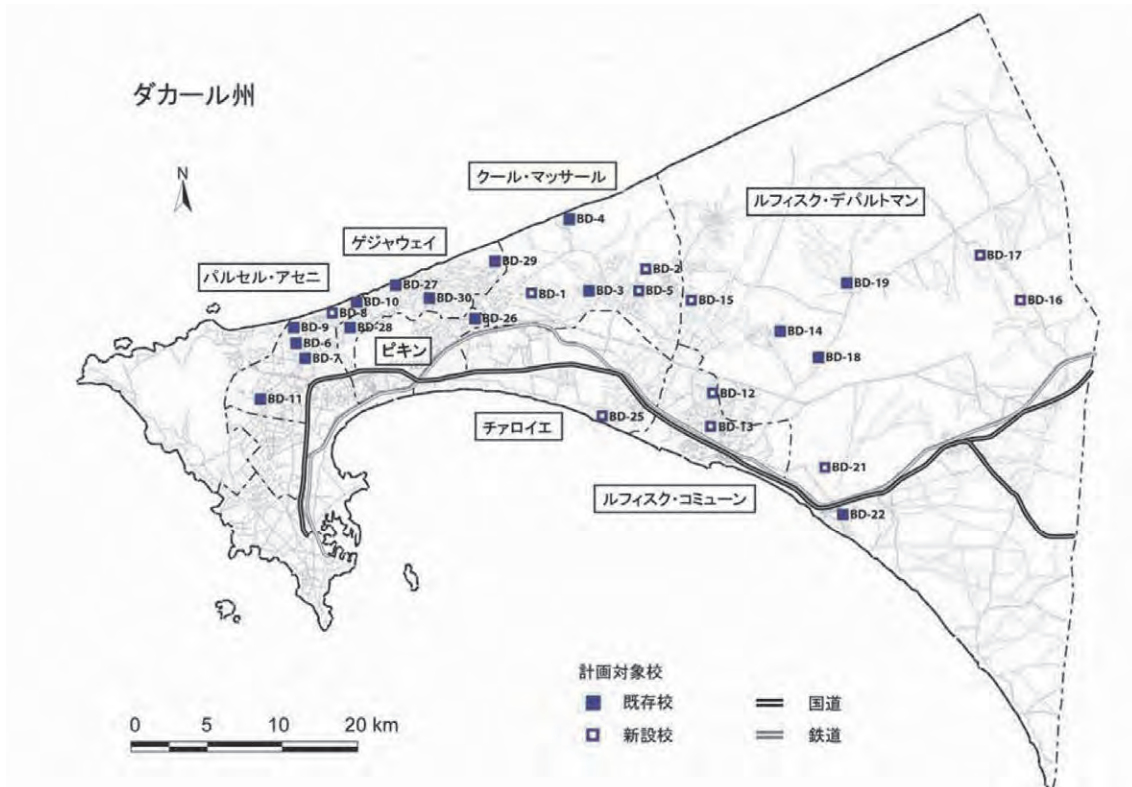 ダカール州
N
クール・マッサール
ルフィスク・デパルトマン
BD-4
ゲジャウェイ
BD-17
BD-29
BD-2
パルセル・アセニ
BD-27
BD-19
BD-10
BD-30
BD-1
BD-3
BD-5
BD-15
BD-16
BD-8
BD-9
BD-28
BD-26
BD-14
BD-6
ピキン
BD-7
BD-18
BD-11
BD-12
BD-25
BD-13
チァロイエ
BD-21
ルフィスク・コミューン
BD-22
計画対象校
既存校
国道
新設校
鉄道
0 5 10 20 km